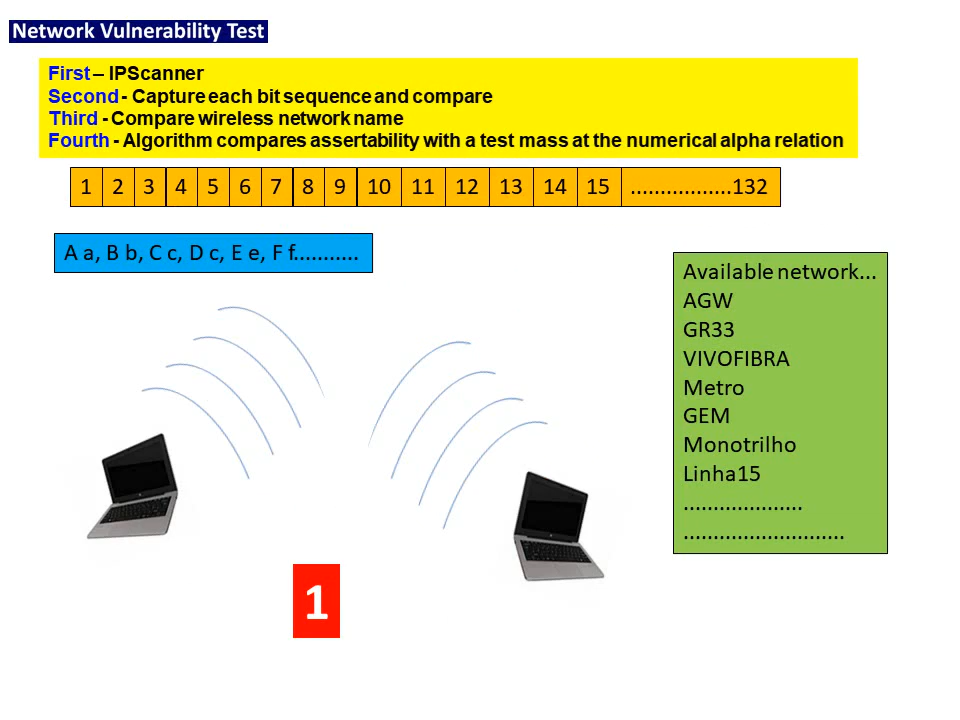 Network Vulnerability Test
First – IPScanner
Second - Capture each bit sequence and compare
Third - Compare wireless network name
Fourth - Algorithm compares assertability with a test mass at the numerical alpha relation
1 2 3 4 5 6 7 8 9 10 11 12 13 14 15 .................132
A a, B b, C c, D c, E e, F f...........
Available network...
AGW
GR33
VIVOFIBRA
Metro
GEM
Monotrilho
Linha15
....................
...........................
1